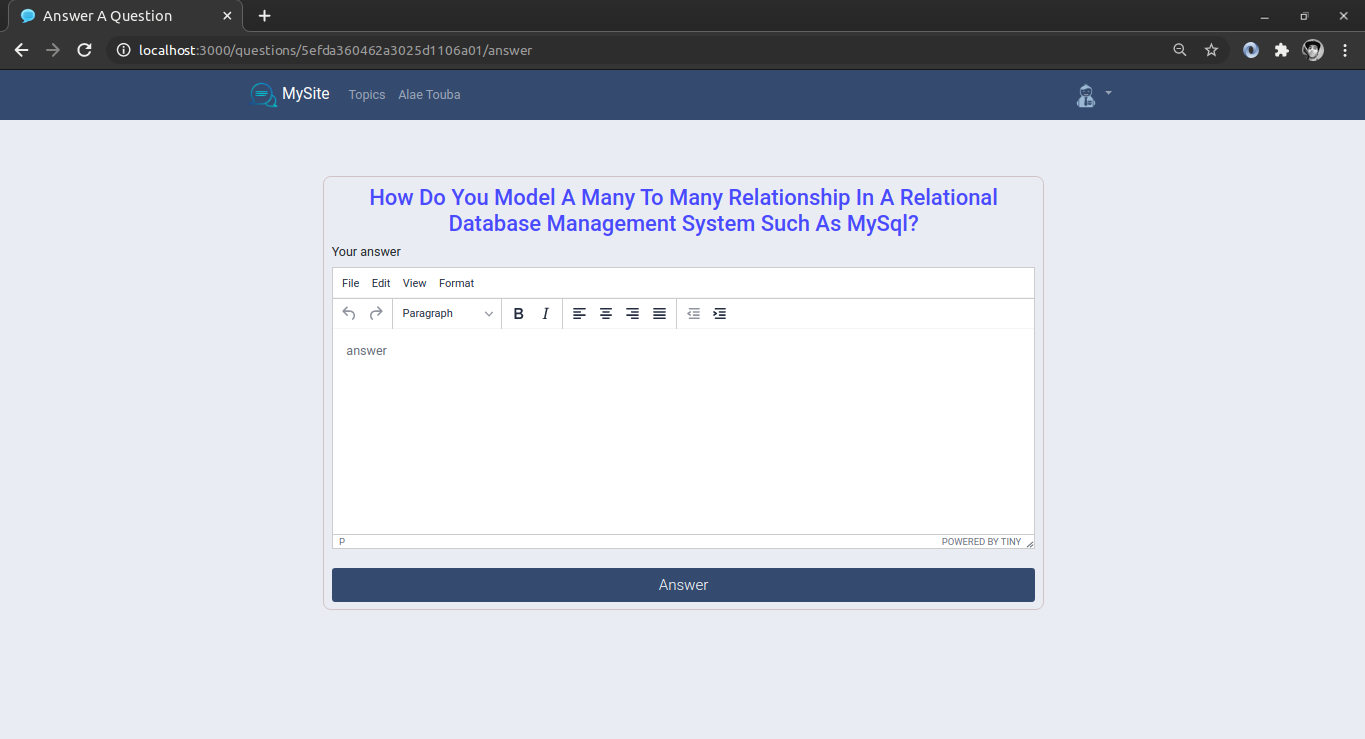 Answer A Question
localhost:3000/questions/5efda360462a3025d1106a01/answer
MySite Topics Alae Touba
How Do You Model A Many To Many Relationship In A Relational
Database Management System Such As MySql?
Your answer
File Edit View Format
Paragraph B I
answer
P POWERED BY TINY
Answer